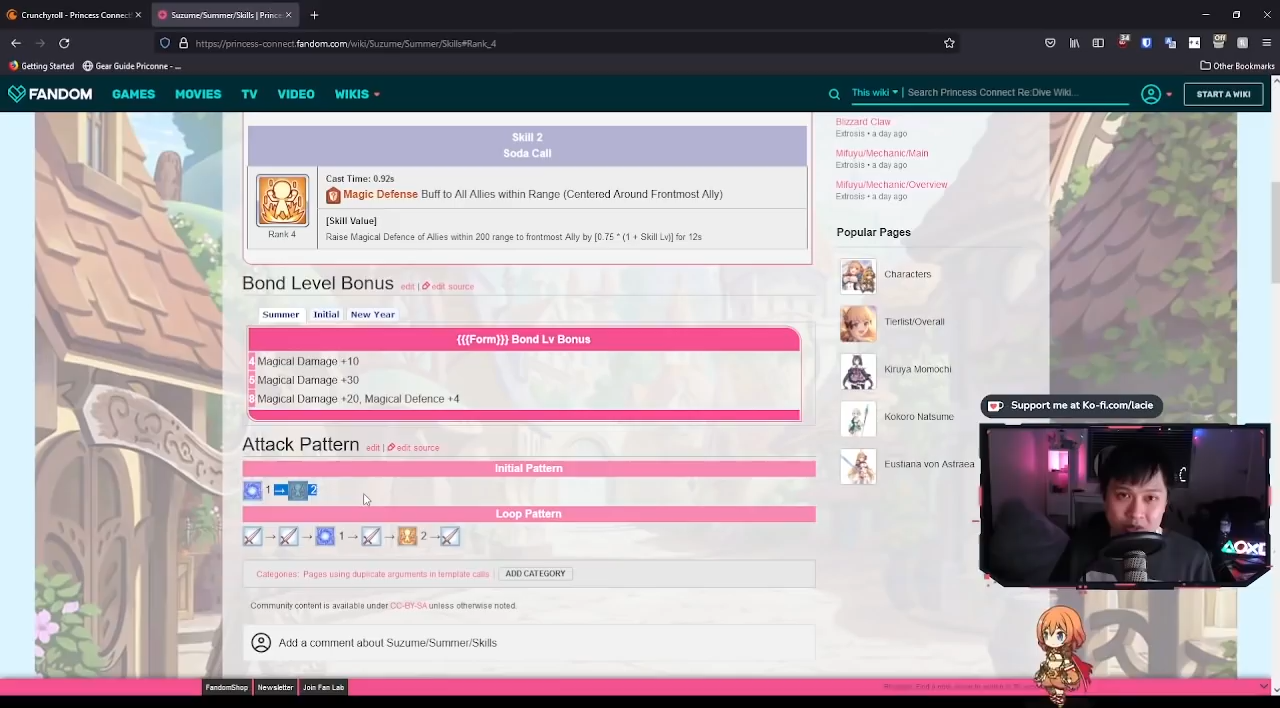 Crunchyroll - Princess Connect!
Suzume/Summer/Skills | Prince
https://princess-connect.fandom.com/wiki/Suzume/Summer/Skills#Rank_4
34
Off
Getting Started
Gear Guide Priconne - ...
Other Bookmarks
FANDOM
GAMES
MOVIES
TV
VIDEO
WIKIS
This wiki
Search Princess Connect Re:Dive Wiki...
START A WIKI
Skill 2
Soda Call
Cast Time: 0.92s
Magic Defense Buff to All Allies within Range (Centered Around Frontmost Ally)
[Skill Value]
Rank 4
Raise Magical Defence of Allies within 200 range to frontmost Ally by [0.75 * (1 + Skill Lv)] for 12s
Bond Level Bonus edit | edit source
Summer Initial New Year
{{{Form}}} Bond Lv Bonus
4 Magical Damage +10
Magical Damage +30
8 Magical Damage +20, Magical Defence +4
Attack Pattern edit | edit source
Initial Pattern
1 → 2
Loop Pattern
→ → 1 → → 2 →
Categories: Pages using duplicate arguments in template calls
ADD CATEGORY
Community content is available under CC-BY-SA unless otherwise noted.
Add a comment about Suzume/Summer/Skills
Blizzard Claw
Extrosis • a day ago
Mifuyu/Mechanic/Main
Extrosis • a day ago
Mifuyu/Mechanic/Overview
Extrosis • a day ago
Popular Pages
Characters
Tierlist/Overall
Kiruya Momochi
Kokoro Natsume
Eustiana von Astraea
Support me at Ko-fi.com/lacie
FandomShop
Newsletter
Join Fan Lab